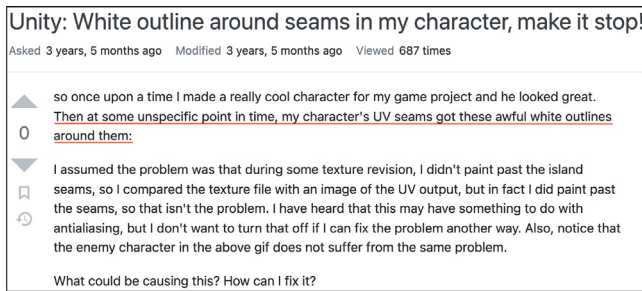 Unity: White outline around seams in my character, make it stop!
Asked 3 years, 5 months ago Modified 3 years, 5 months ago Viewed 687 times
so once upon a time I made a really cool character for my game project and he looked great.
Then at some unspecific point in time, my character's UV seams got these awful white outlines
0
around them:
I assumed the problem was that during some texture revision, I didn't paint past the island
seams, so I compared the texture file with an image of the UV output, but in fact I did paint past
the seams, so that isn't the problem. I have heard that this may have something to do with
antialiasing, but I don't want to turn that off if I can fix the problem another way. Also, notice that
the enemy character in the above gif does not suffer from the same problem.
What could be causing this? How can I fix it?